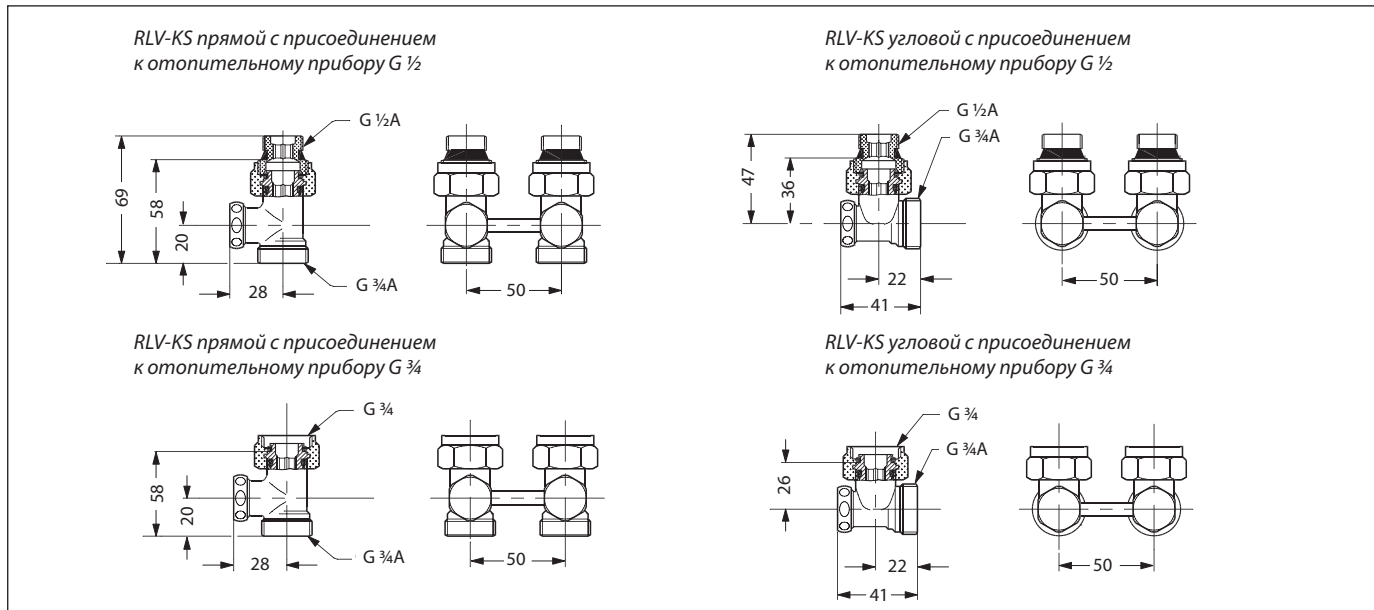 RLV-KS прямой с присоединением
к отопительному прибору G ½
G ½A
69
58
20
28
G ¾A
50
RLV-KS угловой с присоединением
к отопительному прибору G ½
G ½A
G ¾A
47
36
22
41
50
RLV-KS прямой с присоединением
к отопительному прибору G ¾
G ¾
58
20
28
G ¾A
50
RLV-KS угловой с присоединением
к отопительному прибору G ¾
G ¾
G ¾A
26
22
41
50